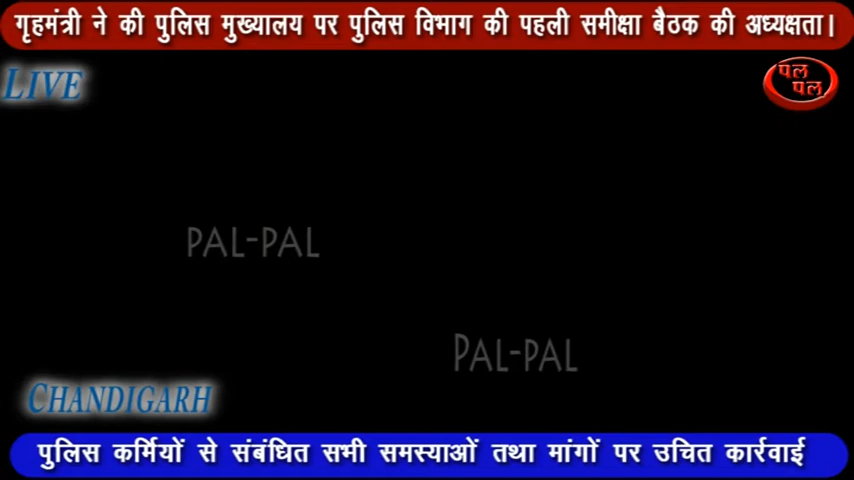 गृहमंत्री ने की पुलिस मुख्यालय पर पुलिस विभाग की पहली समीक्षा बैठक की अध्यक्षता।
LIVE
पल
पल
PAL-PAL
PAL-PAL
CHANDIGARH
पुलिस कर्मियों से संबंधित सभी समस्याओं तथा मांगों पर उचित कार्रवाई